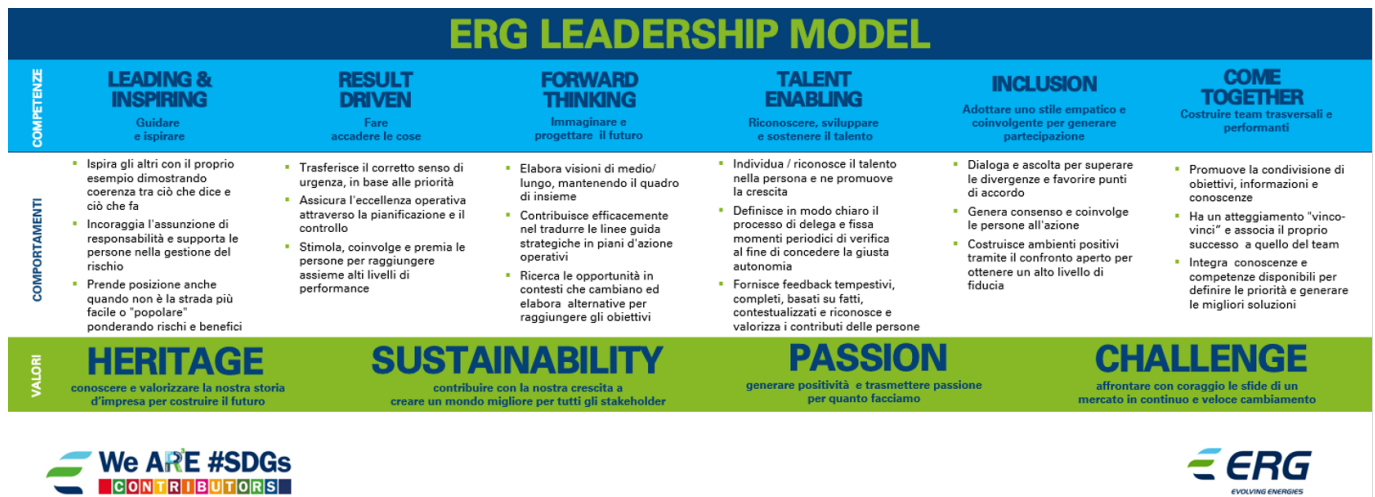 ERG LEADERSHIP MODEL
COMPETENZE
LEADING &
INSPIRING
Guidare
e ispirare
RESULT
DRIVEN
Fare
accadere le cose
FORWARD
THINKING
Immaginare e
progettare il futuro
TALENT
ENABLING
Riconoscere, sviluppare
e sostenere il talento
INCLUSION
Adottare uno stile empatico e
coinvolgente per generare
partecipazione
COME
TOGETHER
Costruire team trasversali e
performanti
COMPORTAMENTI
Ispira gli altri con il proprio
esempio dimostrando
coerenza tra ciò che dice e
ciò che fa
Incoraggia l'assunzione di
responsabilità e supporta le
persone nella gestione del
rischio
Prende posizione anche
quando non è la strada più
facile o "popolare"
ponderando rischi e benefici
Trasferisce il corretto senso di
urgenza, in base alle priorità
Assicura l'eccellenza operativa
attraverso la pianificazione e il
controllo
Stimola, coinvolge e premia le
persone per raggiungere
assieme alti livelli di
performance
Elabora visioni di medio/
lungo, mantenendo il quadro
di insieme
Contribuisce efficacemente
nel tradurre le linee guida
strategiche in piani d'azione
operativi
Ricerca le opportunità in
contesti che cambiano ed
elabora alternative per
raggiungere gli obiettivi
Individua / riconosce il talento
nella persona e ne promuove
la crescita
Definisce in modo chiaro il
processo di delega e fissa
momenti periodici di verifica
al fine di concedere la giusta
autonomia
Fornisce feedback tempestivi,
completi, basati su fatti,
contestualizzati e riconosce e
valorizza i contributi delle persone
Dialoga e ascolta per superare
le divergenze e favorire punti
di accordo
Genera consenso e coinvolge
le persone all'azione
Costruisce ambienti positivi
tramite il confronto aperto per
ottenere un alto livello di
fiducia
Promuove la condivisione di
obiettivi, informazioni e
conoscenze
Ha un atteggiamento "vinco-
vinci" e associa il proprio
successo a quello del team
Integra conoscenze e
competenze disponibili per
definire le priorità e generare
le migliori soluzioni
VALORI
HERITAGE
conoscere e valorizzare la nostra storia
d'impresa per costruire il futuro
SUSTAINABILITY
contribuire con la nostra crescita a
creare un mondo migliore per tutti gli stakeholder
PASSION
generare positività e trasmettere passione
per quanto facciamo
CHALLENGE
affrontare con coraggio le sfide di un
mercato in continuo e veloce cambiamento
We AR'E #SDGs
CONTRIBUTORS
ERG
EVOLVING ENERGIES